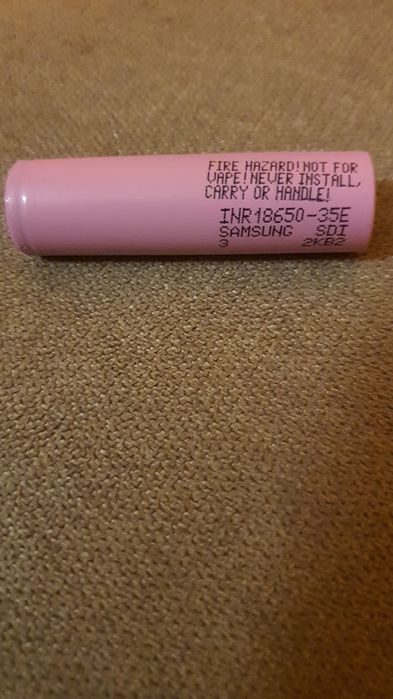 FIRE HAZARD!NOT FOR
VAPE!NEVER INSTALL,
CARRY OR HANDLE!
INR18650-35E
SAMSUNG SDI
3 2KB2